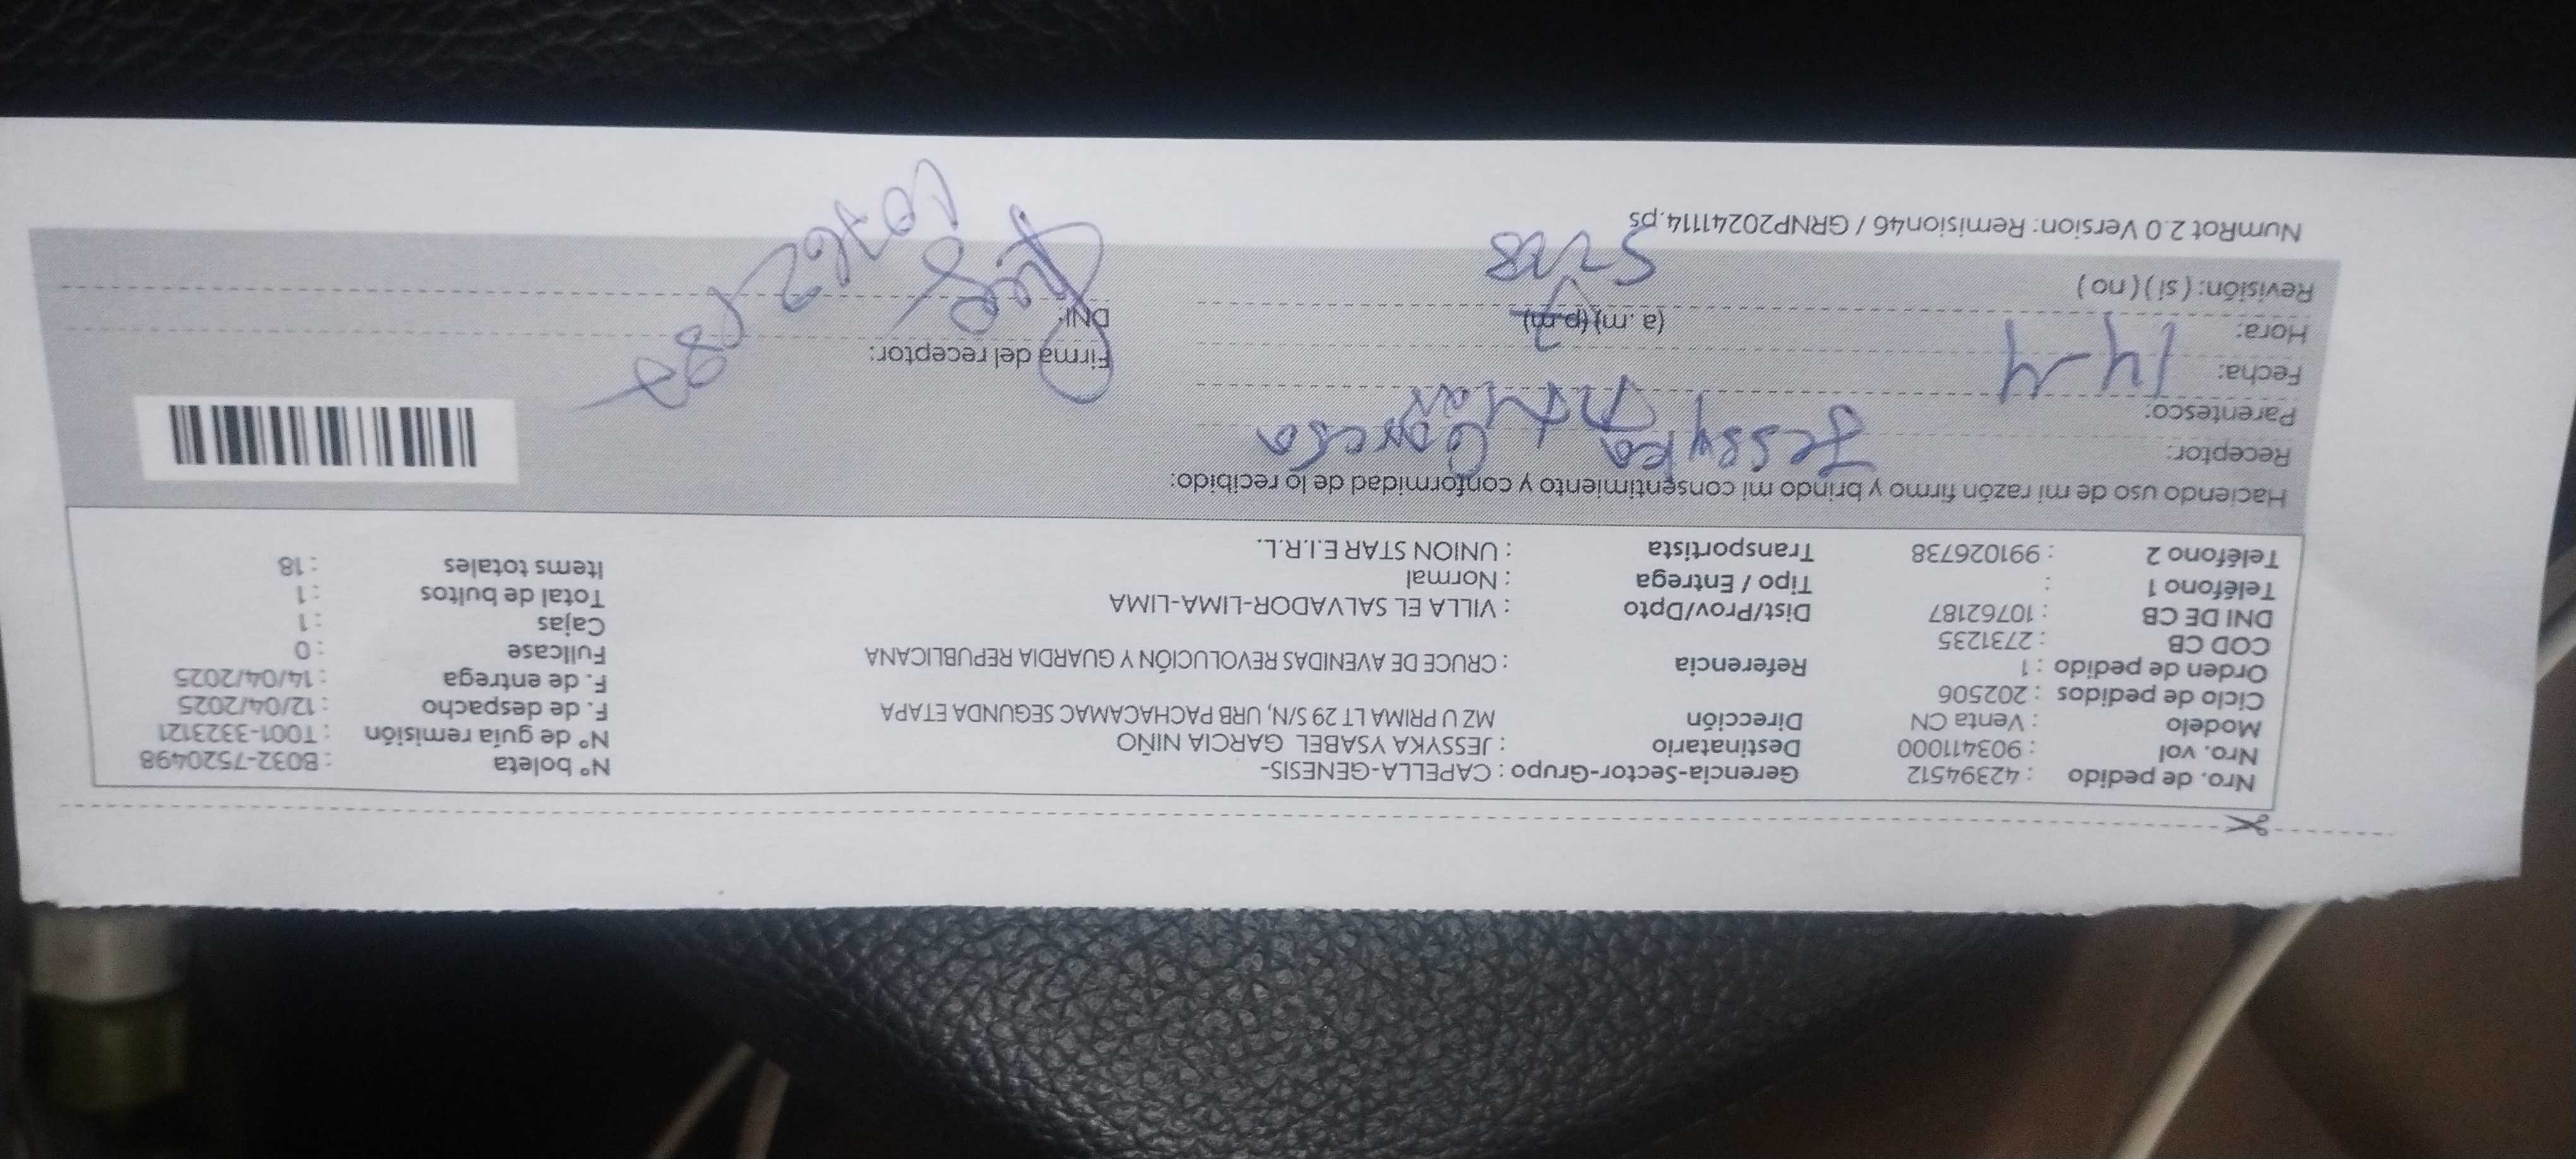 Nro. de pedido : 42394512 Gerencia-Sector-Grupo : CAPELLA-GENESIS- N° boleta : B032-7520498
Nro. vol : 903411000 Destinatario : JESSYKA YSABEL GARCIA NIÑO N° de guía remisión : T001-3323121
Modelo : Venta CN Dirección MZ U PRIMA LT 29 S/N, URB PACHACAMAC SEGUNDA ETAPA F. de despacho : 12/04/2025
Ciclo de pedidos : 202506 F. de entrega : 14/04/2025
Orden de pedido : 1 Referencia : CRUCE DE AVENIDAS REVOLUCIÓN Y GUARDIA REPUBLICANA Fullcase : 0
COD CB : 2731235 Cajas : 1
DNI DE CB : 10762187 Dist/Prov/Dpto : VILLA EL SALVADOR-LIMA-LIMA Total de bultos : 1
Teléfono 1 : Tipo / Entrega : Normal Items totales : 18
Teléfono 2 : 991026738 Transportista : UNION STAR E.I.R.L.
Haciendo uso de mi razón firmo y brindo mi consentimiento y conformidad de lo recibido:
Receptor: Jessyka Garcia
Parentesco: Titular
Fecha: 14-4 Firma del receptor:
Hora: (a.m) (p.m) DNI: 10762187
Revisión: (si) (no)
NumRot 2.0 Version: Remision46 / GRNP20241114.ps